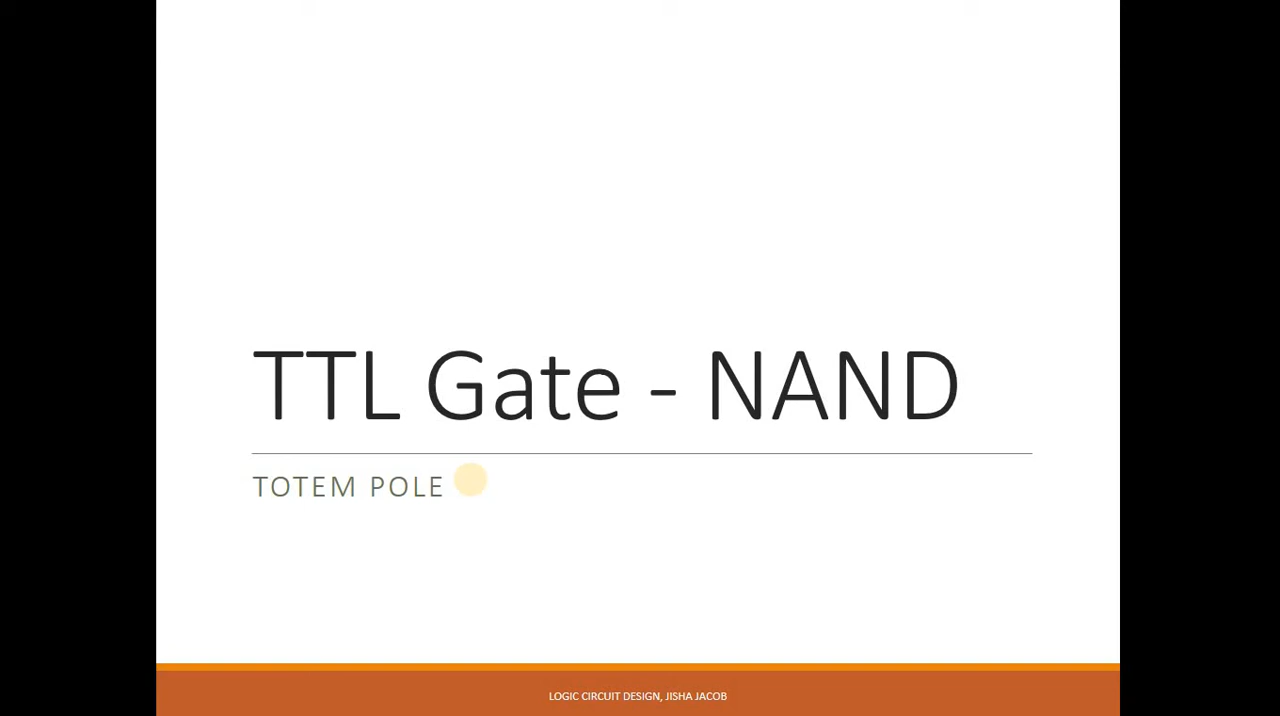 TTL Gate - NAND
TOTEM POLE
LOGIC CIRCUIT DESIGN, JISHA JACOB